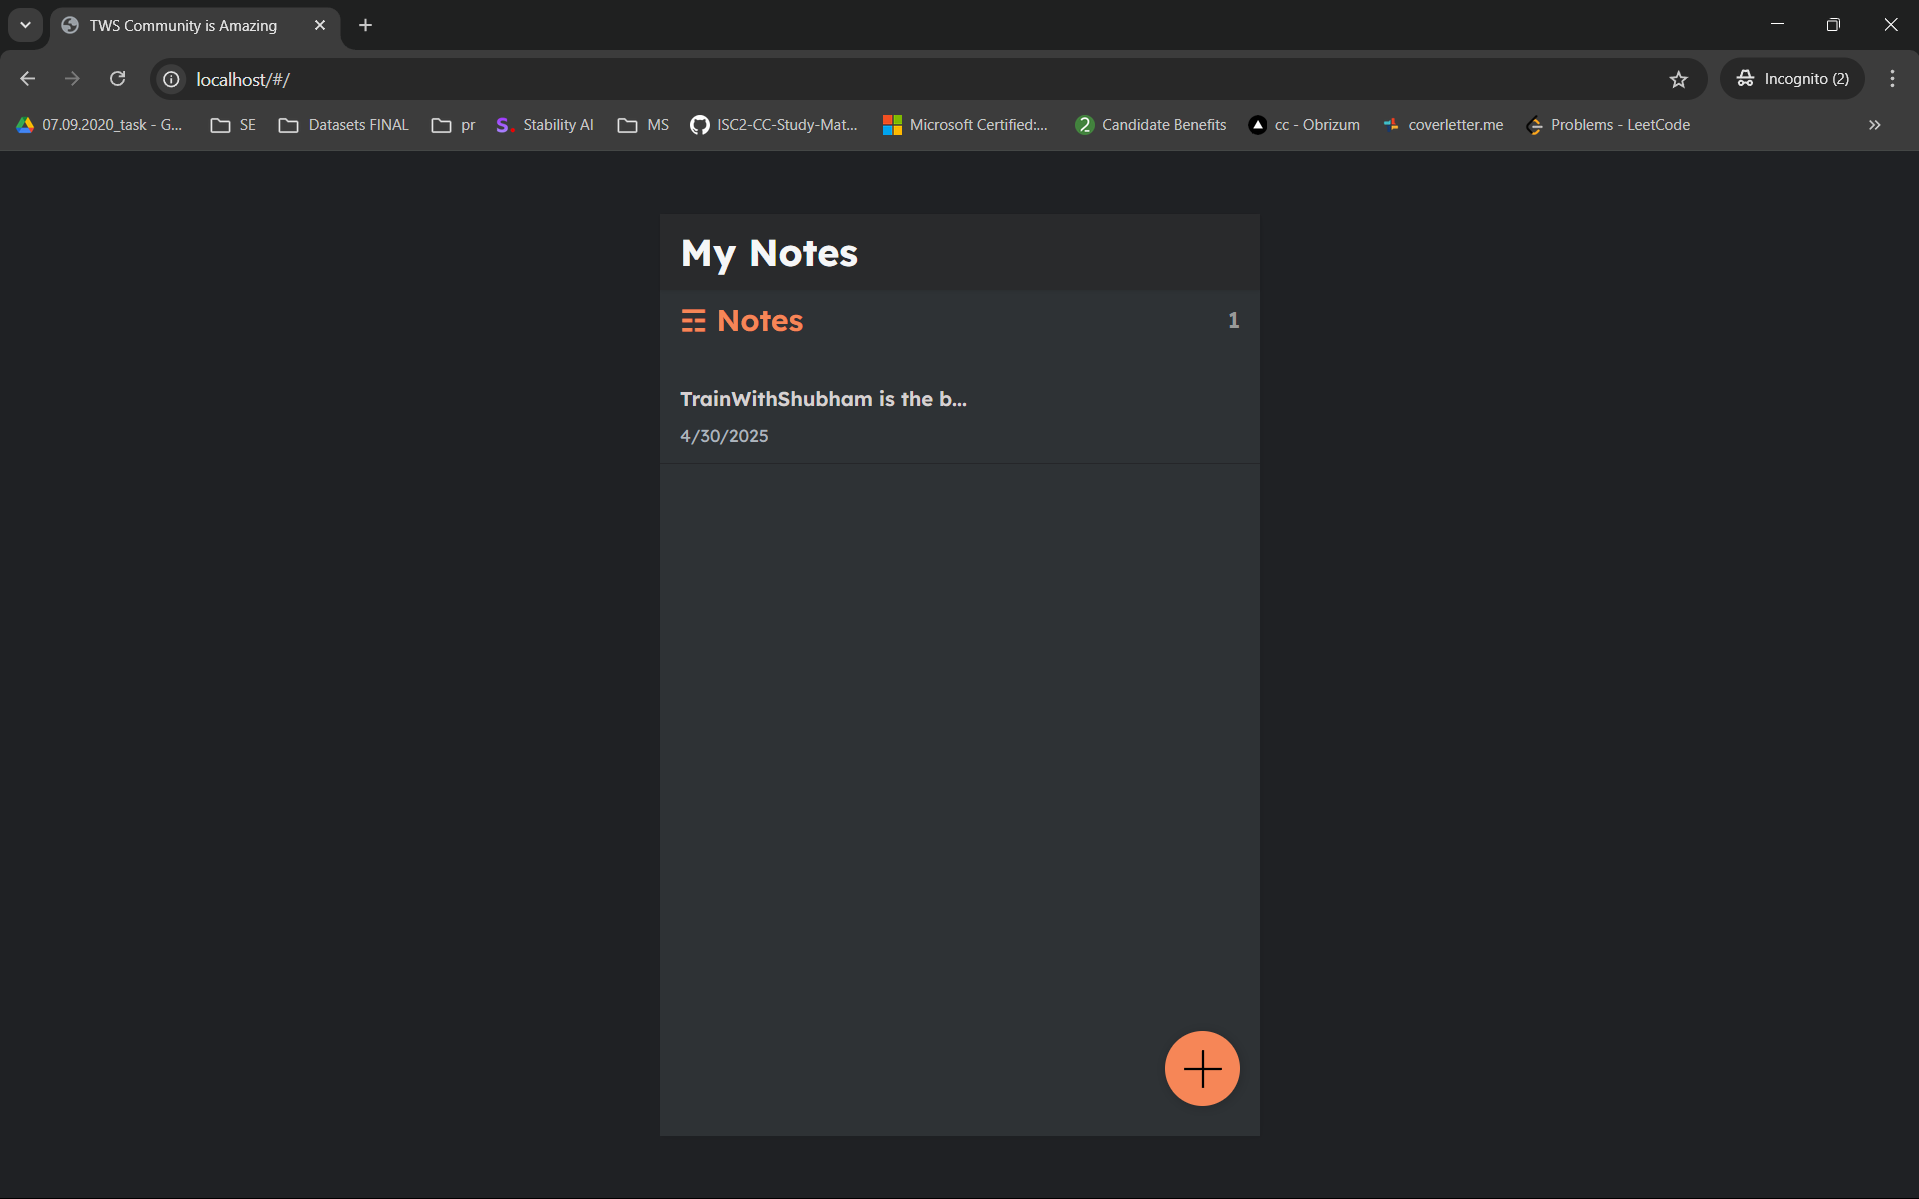 TWS Community is Amazing
localhost/#/
Incognito (2)
07.09.2020_task - G...
SE
Datasets FINAL
pr
S. Stability AI
MS
ISC2-CC-Study-Mat...
Microsoft Certified:...
2 Candidate Benefits
cc - Obrizum
coverletter.me
Problems - LeetCode
My Notes
Notes 1
TrainWithShubham is the b...
4/30/2025